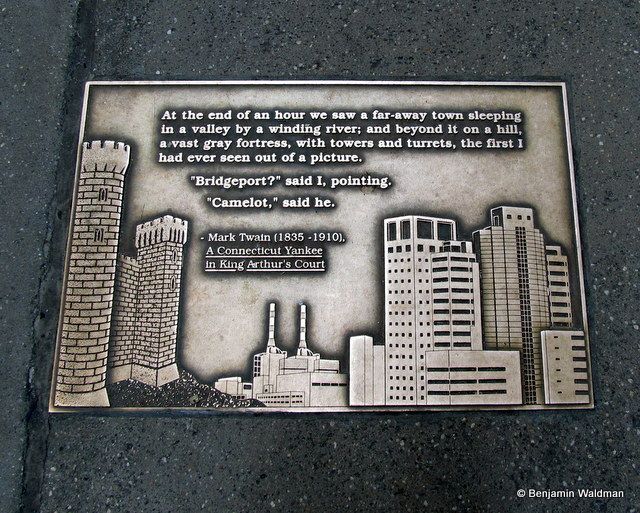 At the end of an hour we saw a far-away town sleeping
in a valley by a winding river; and beyond it on a hill,
a vast gray fortress, with towers and turrets, the first I
had ever seen out of a picture.
"Bridgeport?" said I, pointing.
"Camelot," said he.
- Mark Twain (1835 -1910),
A Connecticut Yankee
in King Arthur's Court
© Benjamin Waldman